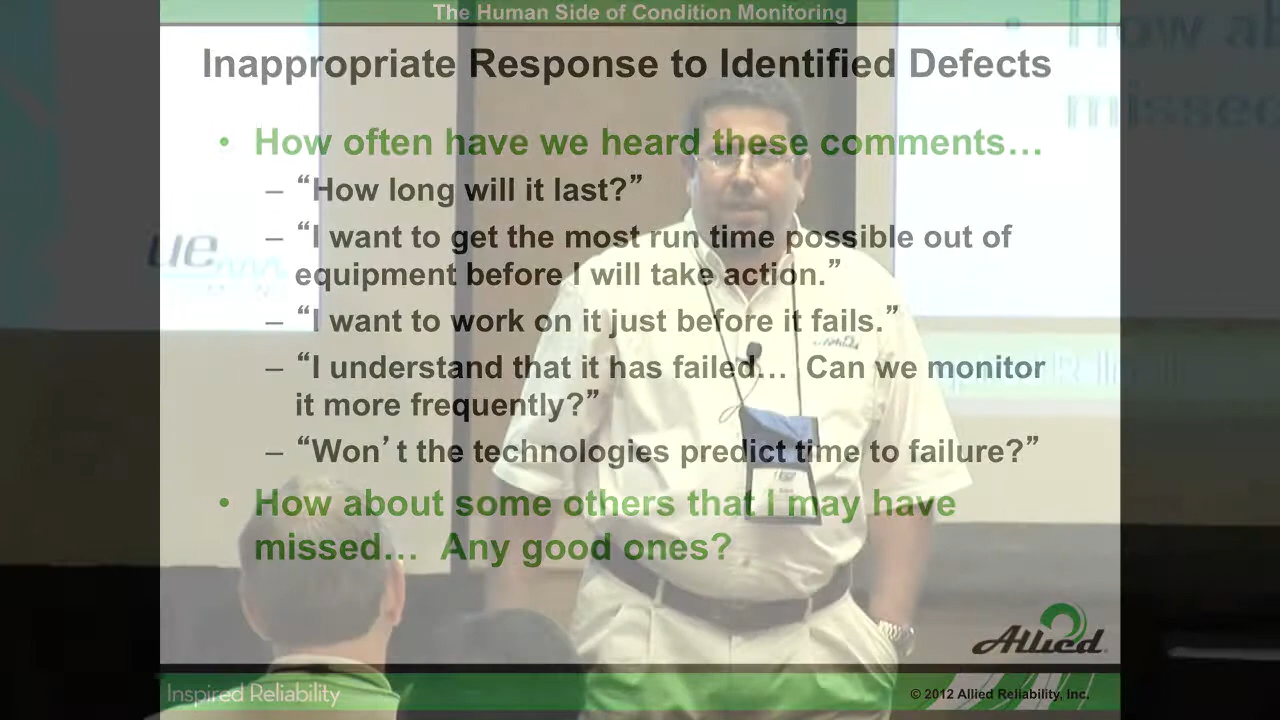 The Human Side of Condition Monitoring
Inappropriate Response to Identified Defects
• How often have we heard these comments…
– “How long will it last?”
– “I want to get the most run time possible out of
equipment before I will take action.”
– “I want to work on it just before it fails.”
– “I understand that it has failed… Can we monitor
it more frequently?”
– “Won’t the technologies predict time to failure?”
• How about some others that I may have
missed… Any good ones?
Allied
Inspired Reliability
© 2012 Allied Reliability, Inc.
ue
How ab
missed